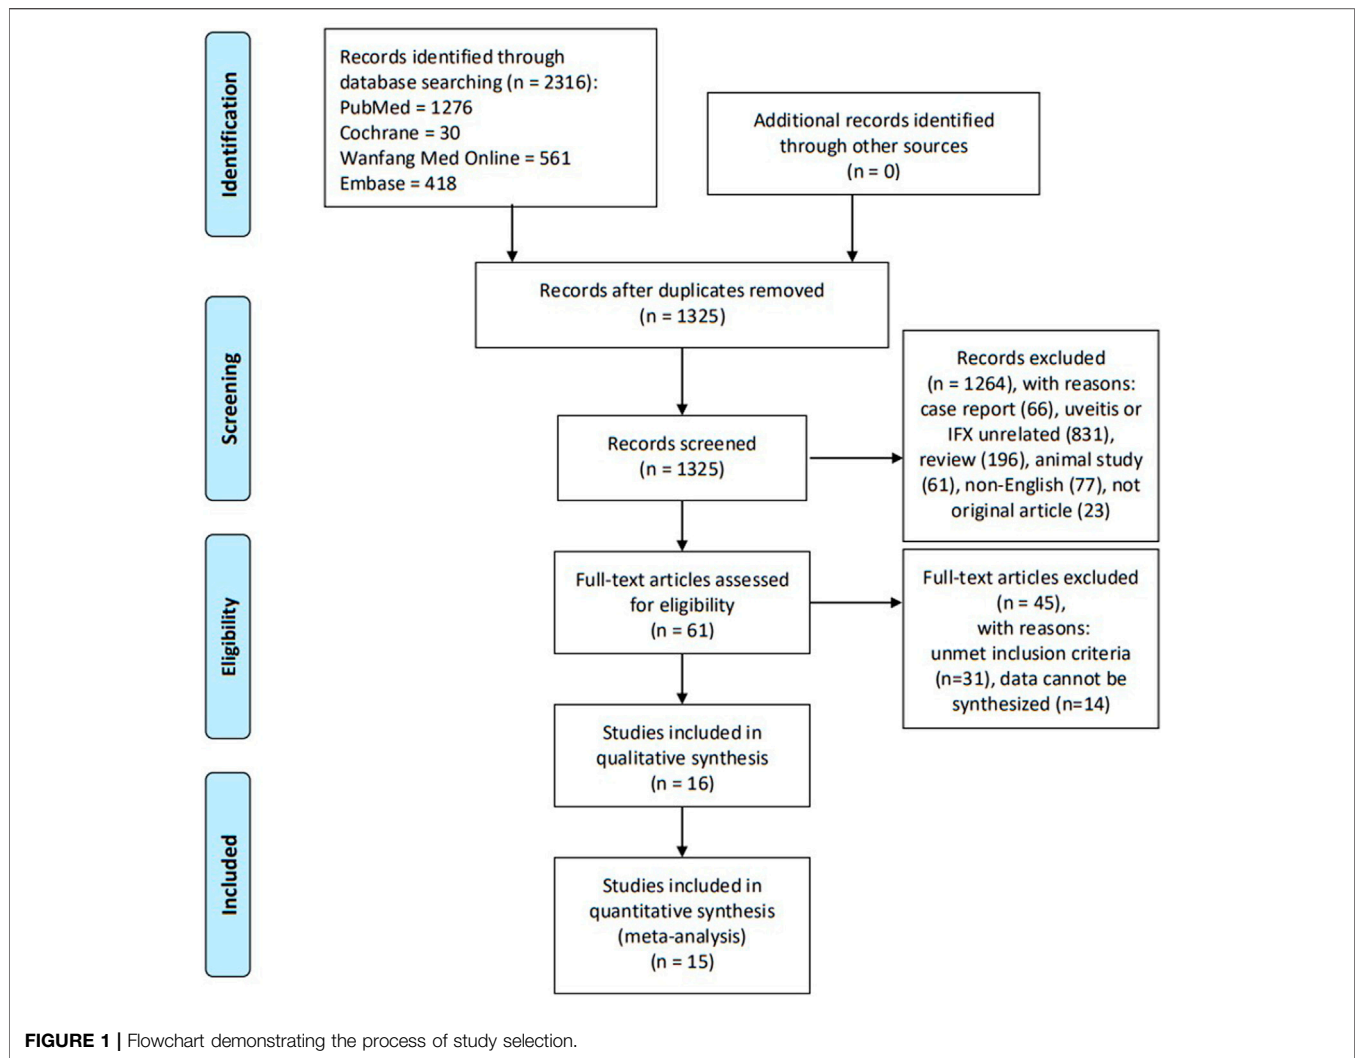 Identification
Records identified through
database searching (n = 2316):
PubMed = 1276
Cochrane = 30
Wanfang Med Online = 561
Embase = 418
Additional records identified
through other sources
(n = 0)
Records after duplicates removed
(n = 1325)
Screening
Records screened
(n = 1325)
Records excluded
(n = 1264), with reasons:
case report (66), uveitis or
IFX unrelated (831),
review (196), animal study
(61), non-English (77), not
original article (23)
Eligibility
Full-text articles assessed
for eligibility
(n = 61)
Full-text articles excluded
(n = 45),
with reasons:
unmet inclusion criteria
(n=31), data cannot be
synthesized (n=14)
Studies included in
qualitative synthesis
(n = 16)
Included
Studies included in
quantitative synthesis
(meta-analysis)
(n = 15)
FIGURE 1 | Flowchart demonstrating the process of study selection.